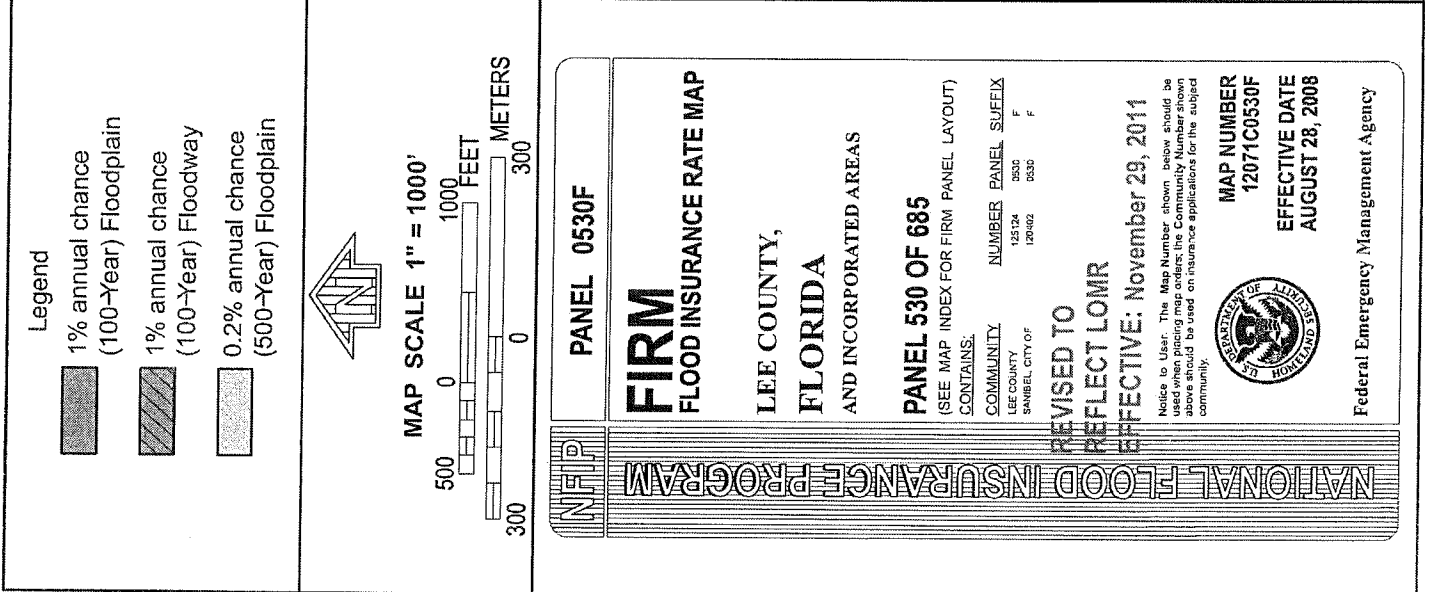 Legend
1% annual chance
(100-Year) Floodplain
1% annual chance
(100-Year) Floodway
0.2% annual chance
(500-Year) Floodplain
N
MAP SCALE 1" = 1000'
500 0 1000
FEET
METERS
300 0 300
NFIP
NATIONAL FLOOD INSURANCE PROGRAM
PANEL 0530F
FIRM
FLOOD INSURANCE RATE MAP
LEE COUNTY,
FLORIDA
AND INCORPORATED AREAS
PANEL 530 OF 685
(SEE MAP INDEX FOR FIRM PANEL LAYOUT)
CONTAINS:
COMMUNITY NUMBER PANEL SUFFIX
LEE COUNTY 125124 0530 F
SANIBEL, CITY OF 120402 0530 F
REVISED TO
REFLECT LOMR
EFFECTIVE: November 29, 2011
Notice to User. The Map Number shown below should be
used when placing map orders; the Community Number shown
above should be used on insurance applications for the subject
community.
MAP NUMBER
12071C0530F
EFFECTIVE DATE
AUGUST 28, 2008
U.S. DEPARTMENT OF HOMELAND SECURITY
Federal Emergency Management Agency